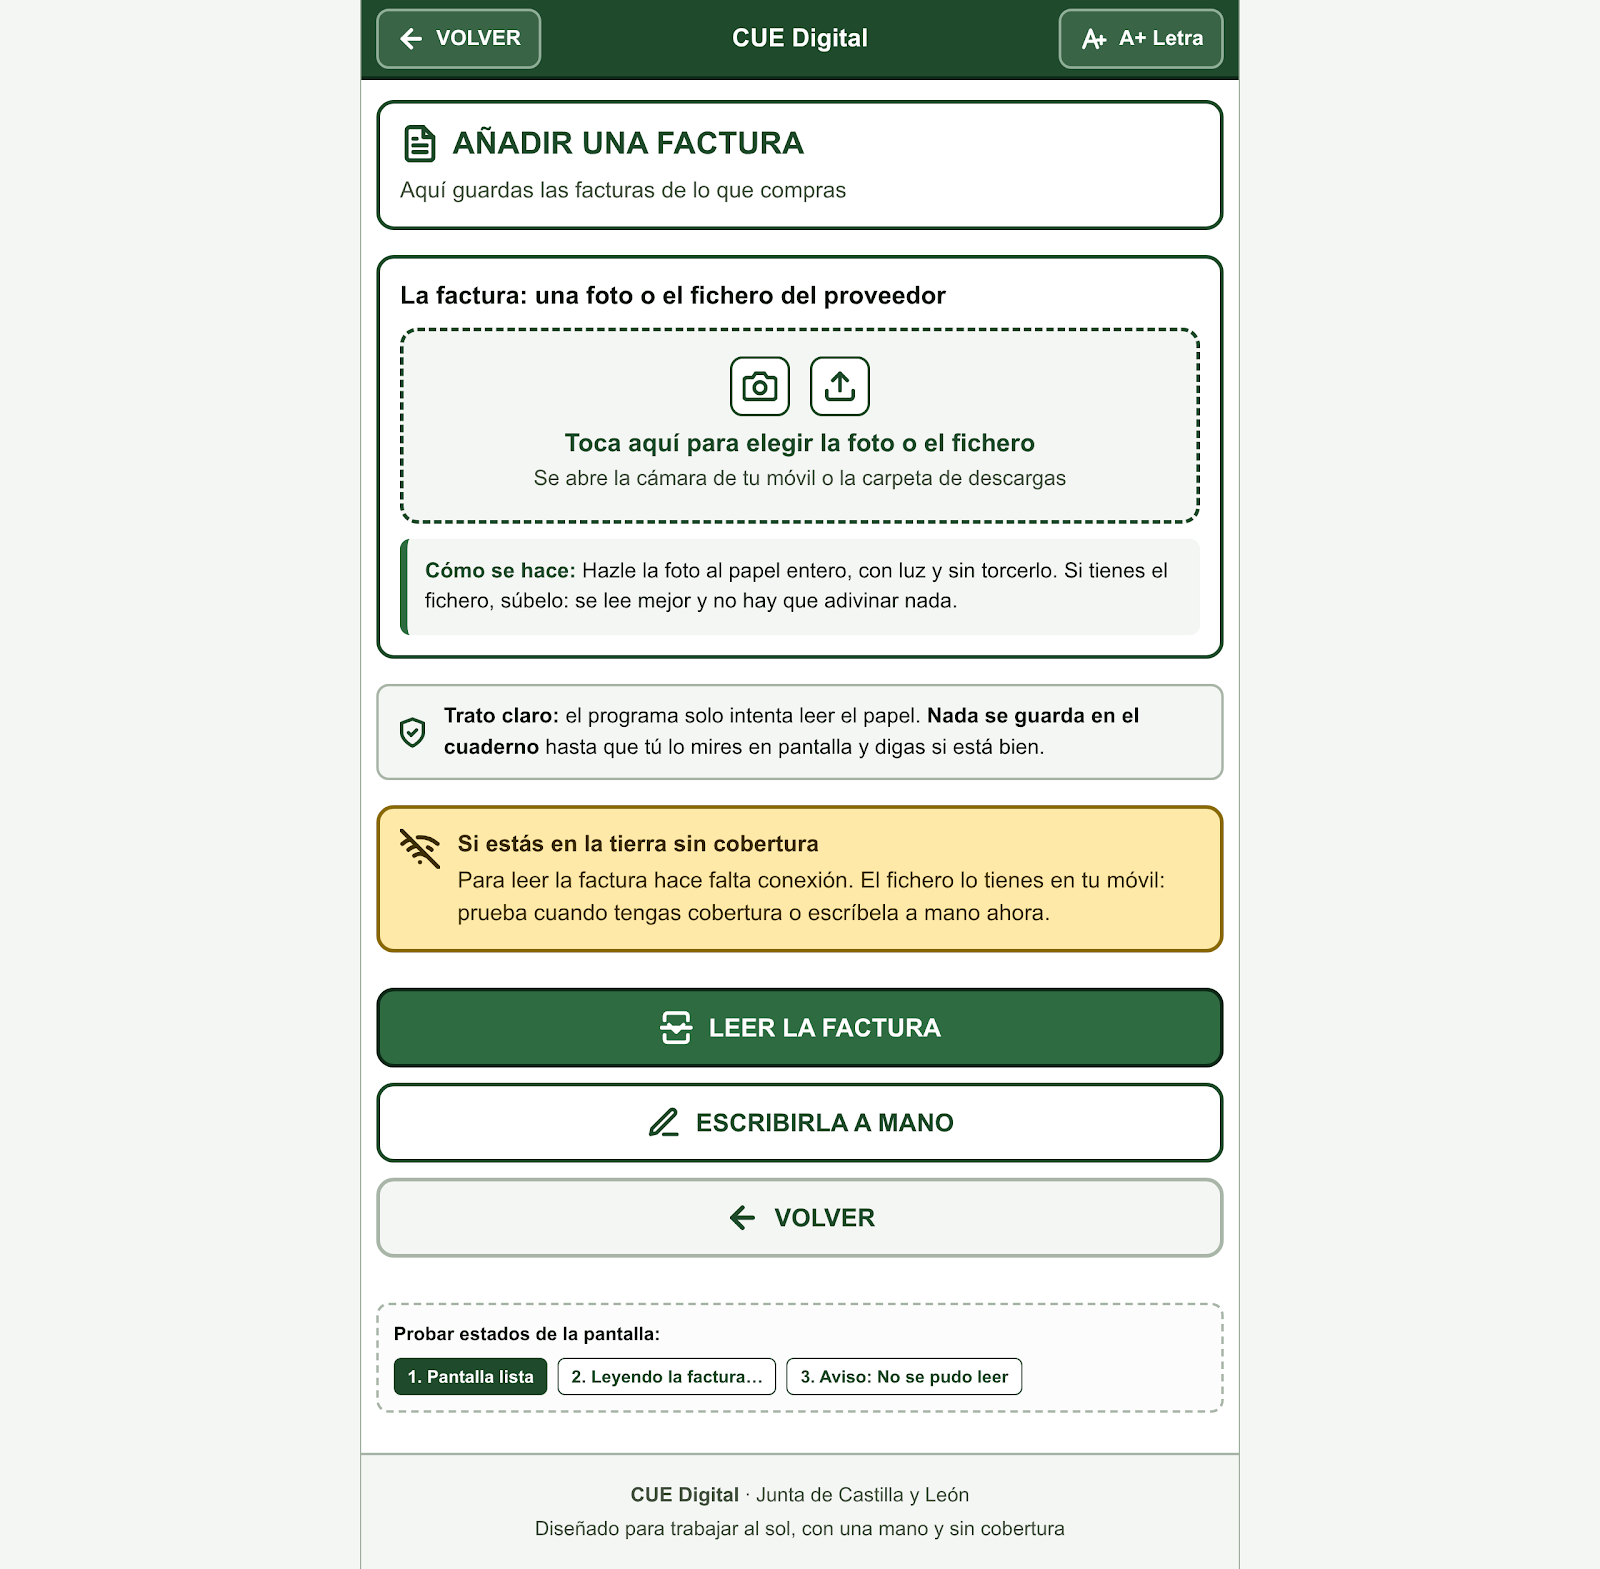 VOLVER
CUE Digital
A+ A+ Letra
AÑADIR UNA FACTURA
Aquí guardas las facturas de lo que compras
La factura: una foto o el fichero del proveedor
Toca aquí para elegir la foto o el fichero
Se abre la cámara de tu móvil o la carpeta de descargas
Cómo se hace: Hazle la foto al papel entero, con luz y sin torcerlo. Si tienes el
fichero, súbelo: se lee mejor y no hay que adivinar nada.
Trato claro: el programa solo intenta leer el papel. Nada se guarda en el
cuaderno hasta que tú lo mires en pantalla y digas si está bien.
Si estás en la tierra sin cobertura
Para leer la factura hace falta conexión. El fichero lo tienes en tu móvil:
prueba cuando tengas cobertura o escríbela a mano ahora.
LEER LA FACTURA
ESCRIBIRLA A MANO
VOLVER
Probar estados de la pantalla:
1. Pantalla lista
2. Leyendo la factura...
3. Aviso: No se pudo leer
CUE Digital · Junta de Castilla y León
Diseñado para trabajar al sol, con una mano y sin cobertura